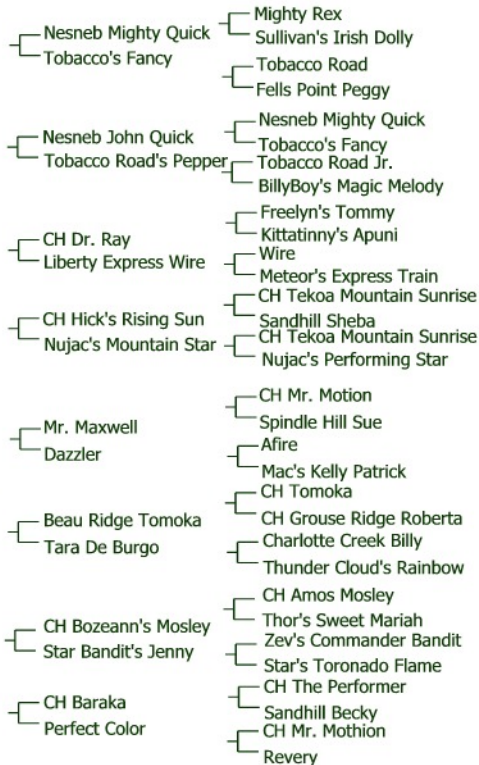 Mighty Rex
Nesneb Mighty Quick
Sullivan's Irish Dolly
Tobacco's Fancy
Tobacco Road
Fells Point Peggy
Nesneb Mighty Quick
Nesneb John Quick
Tobacco's Fancy
Tobacco Road's Pepper
Tobacco Road Jr.
BillyBoy's Magic Melody
Freelyn's Tommy
CH Dr. Ray
Kittatinny's Apuni
Liberty Express Wire
Wire
Meteor's Express Train
CH Tekoa Mountain Sunrise
CH Hick's Rising Sun
Sandhill Sheba
Nujac's Mountain Star
CH Tekoa Mountain Sunrise
Nujac's Performing Star
CH Mr. Motion
Mr. Maxwell
Spindle Hill Sue
Dazzler
Afire
Mac's Kelly Patrick
CH Tomoka
Beau Ridge Tomoka
CH Grouse Ridge Roberta
Tara De Burgo
Charlotte Creek Billy
Thunder Cloud's Rainbow
CH Amos Mosley
CH Bozeann's Mosley
Thor's Sweet Mariah
Star Bandit's Jenny
Zev's Commander Bandit
Star's Toronado Flame
CH The Performer
CH Baraka
Sandhill Becky
Perfect Color
CH Mr. Mothion
Revery